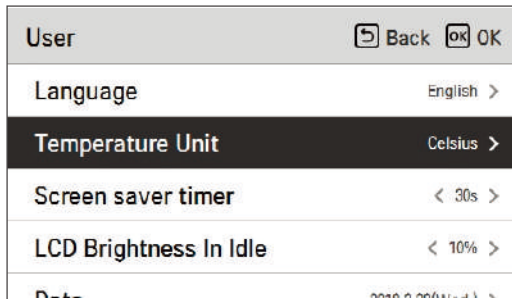 User Back OK OK
Language English >
Temperature Unit Celsius >
Screen saver timer < 30s >
LCD Brightness In Idle < 10% >